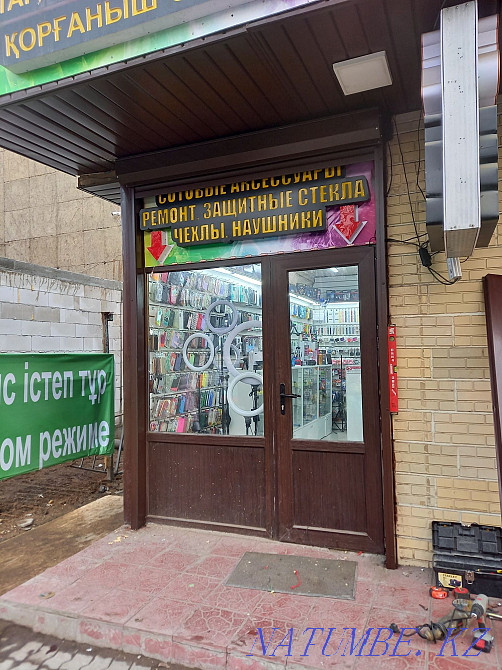 ҚОРҒАНЫШ
СОТОВЫЕ АКСЕССУАРЫ
РЕМОНТ ЗАЩИТНЫЕ СТЕКЛА
ЧЕХЛЫ, НАУШНИКИ
іс істеп тұр
ом режиме
NATUMBE.KZ